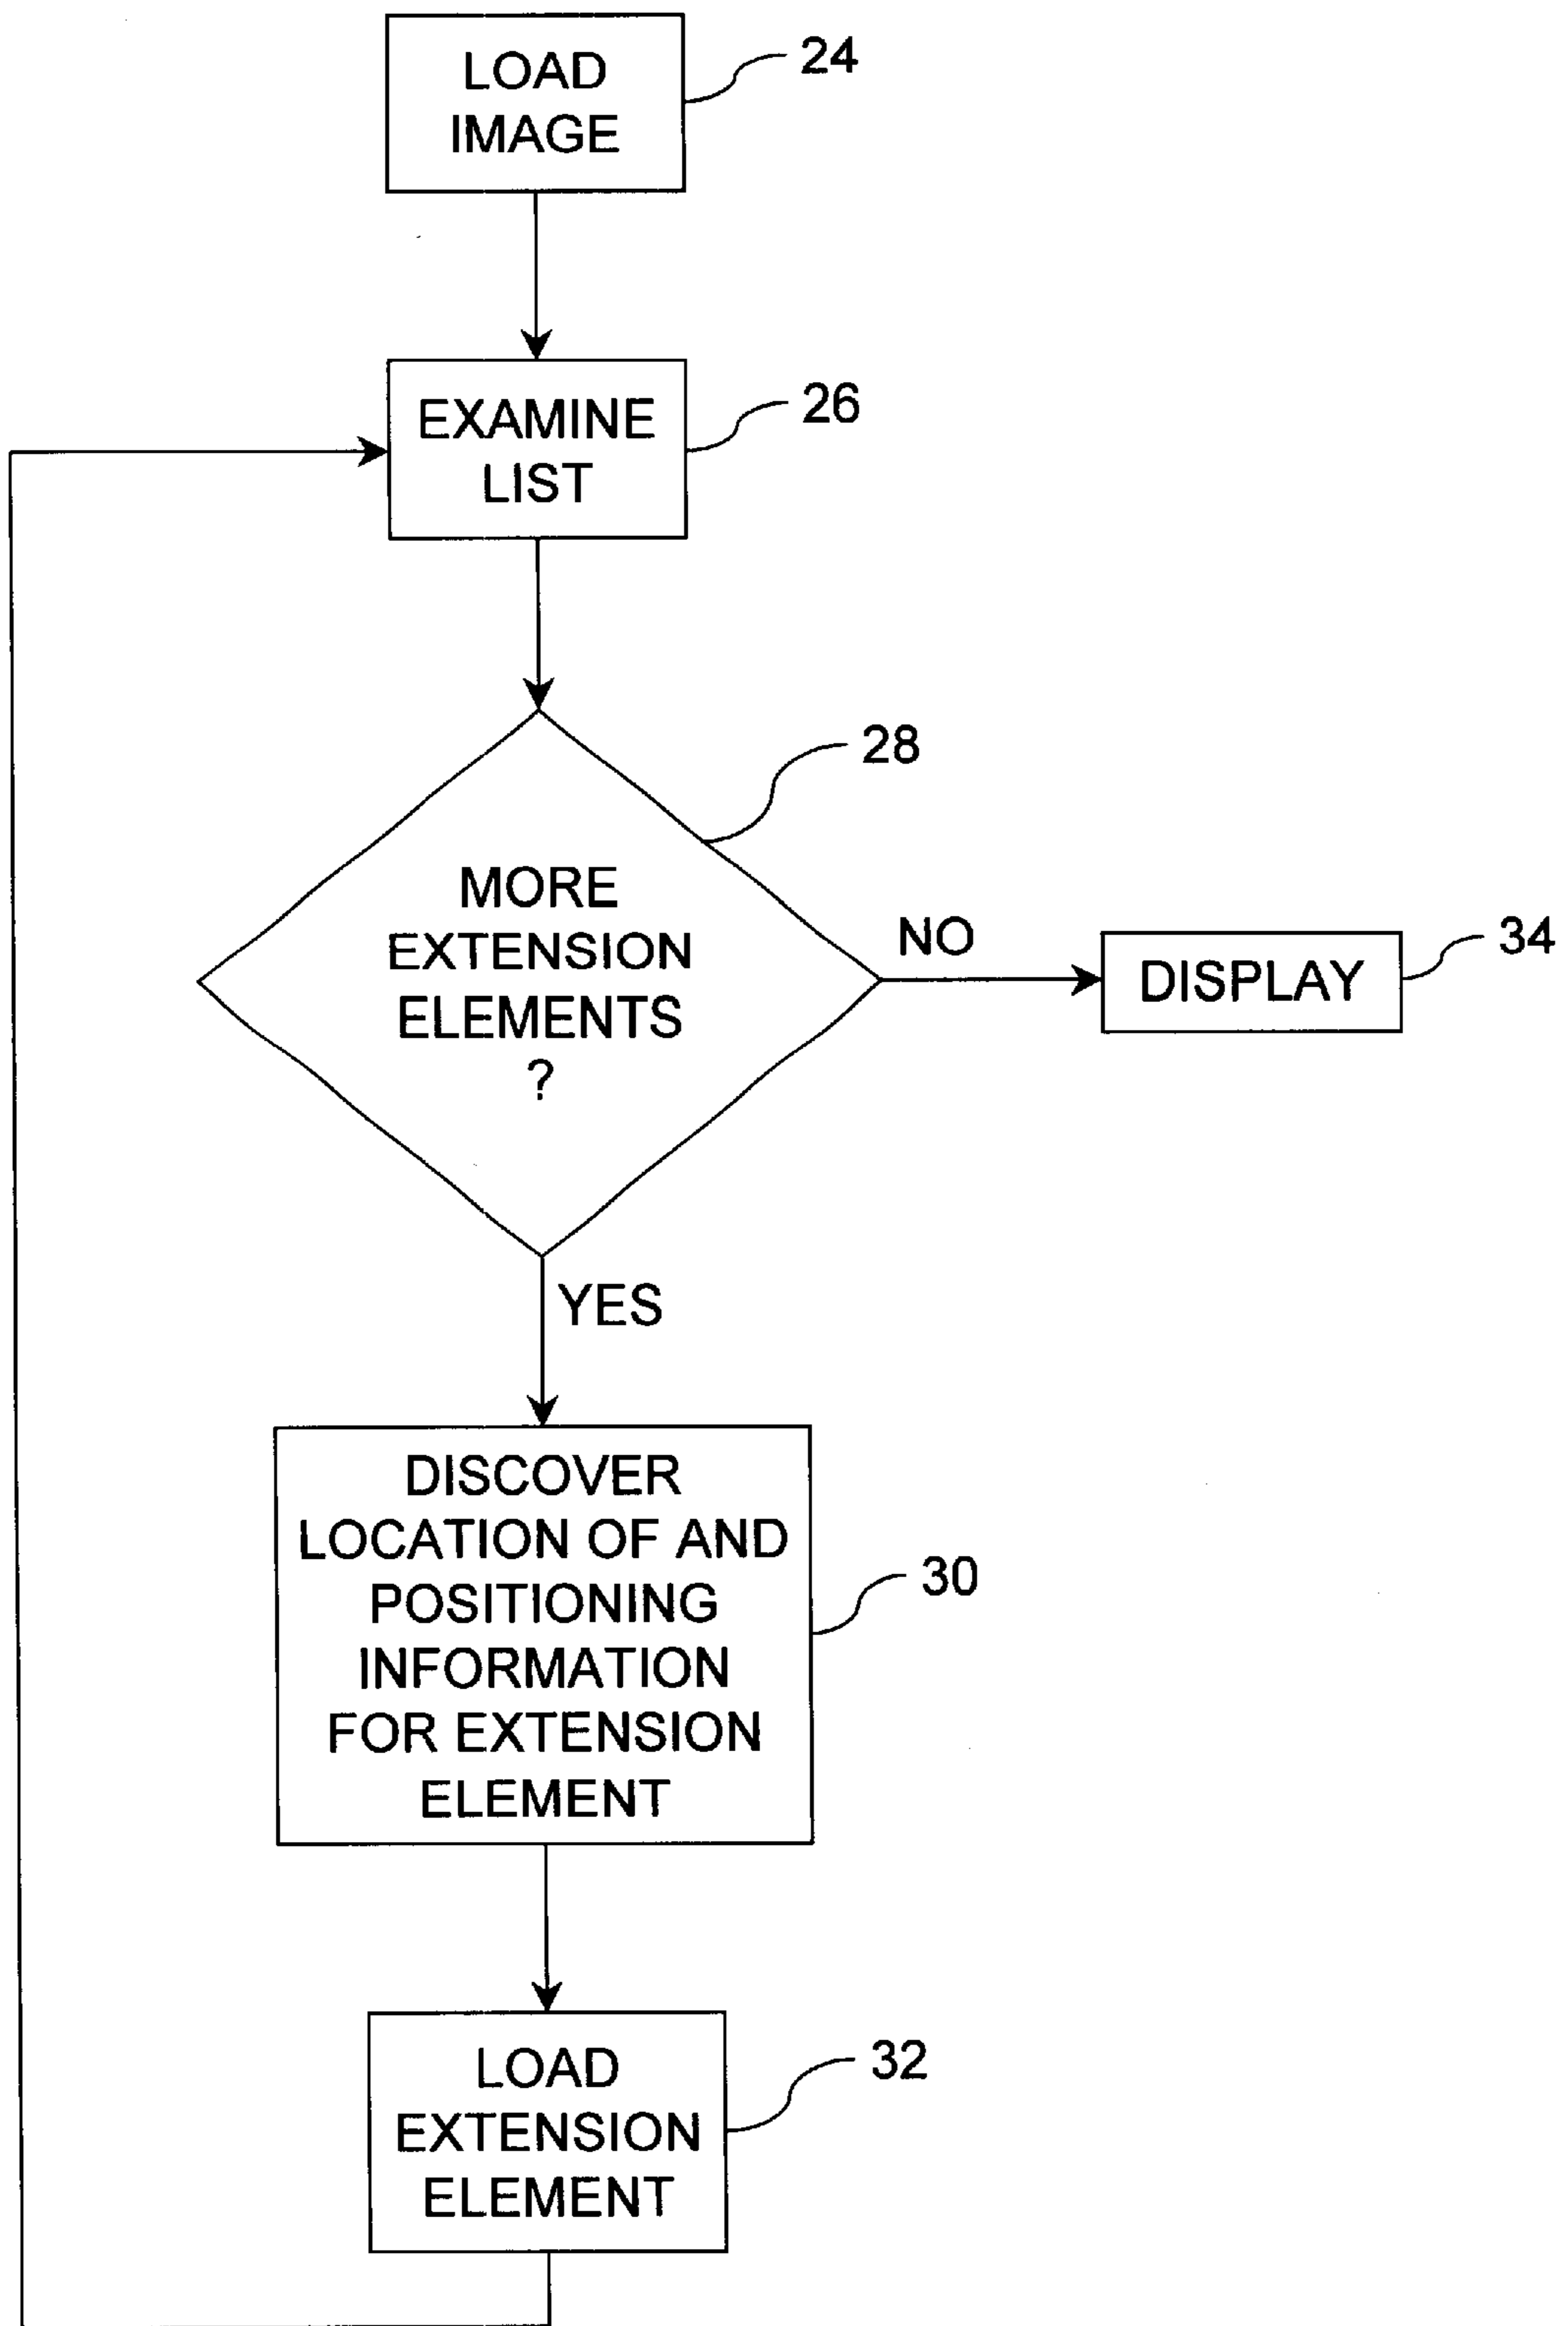 LOAD
IMAGE
24
EXAMINE
LIST
26
28
MORE
EXTENSION
ELEMENTS
?
NO
DISPLAY
34
YES
DISCOVER
LOCATION OF AND
POSITIONING
INFORMATION
FOR EXTENSION
ELEMENT
30
LOAD
EXTENSION
ELEMENT
32